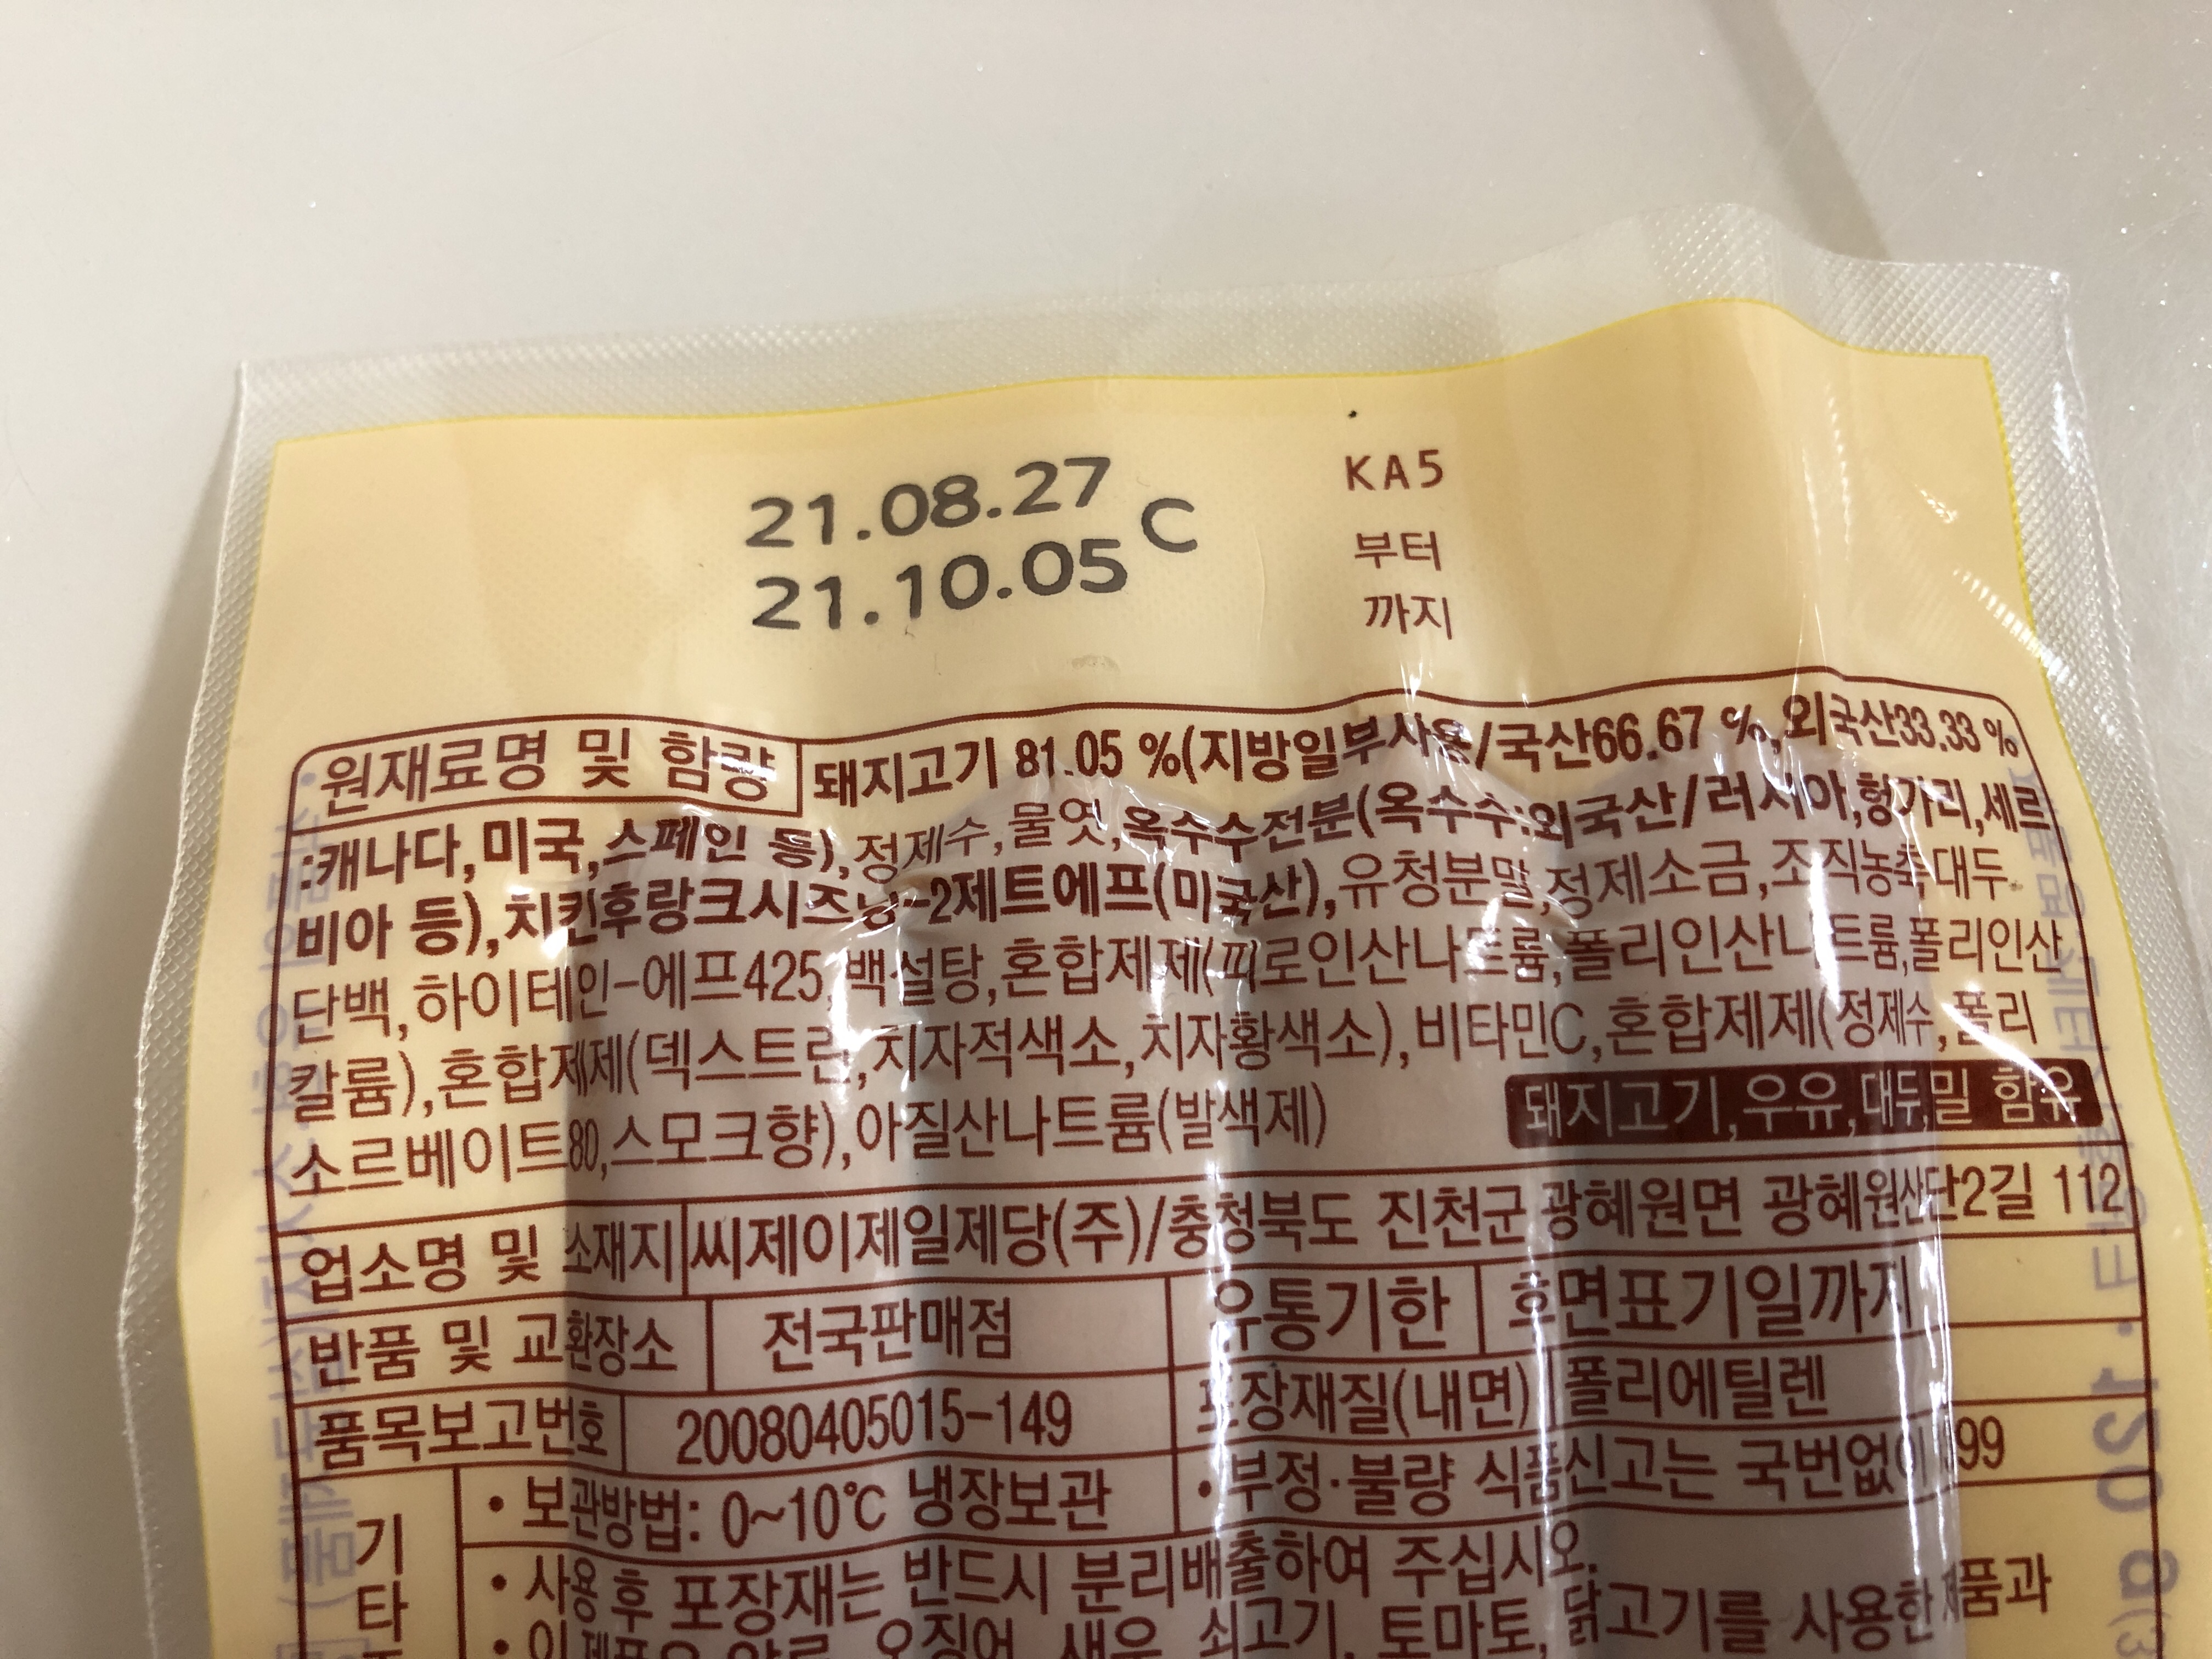 21.08.27
21.10.05 C
KA5
부터
까지
원재료명 및 함량 돼지고기 81.05 %(지방일부사용/국산66.67 %,외국산33.33 %
:캐나다,미국,스페인 등),정제수,물엿,옥수수전분(옥수수:외국산/러시아,헝가리,세르
비아 등),치킨후랑크시즈닝-2제트에프(미국산),유청분말,정제소금,조직농축대두
단백,하이테인-에프425,백설탕,혼합제제(피로인산나트륨,폴리인산나트륨,폴리인산
칼륨),혼합제제(덱스트린,치자적색소,치자황색소),비타민C,혼합제제(정제수,폴리
소르베이트80,스모크향),아질산나트륨(발색제) 돼지고기,우유,대두,밀 함유
업소명 및 소재지 씨제이제일제당(주)/충청북도 진천군 광혜원면 광혜원산단2길 112
반품 및 교환장소 전국판매점 유통기한 후면표기일까지
품목보고번호 20080405015-149 포장재질(내면) 폴리에틸렌
기타
• 보관방법: 0~10℃ 냉장보관 • 부정·불량 식품신고는 국번없이
• 사용 후 포장재는 반드시 분리배출하여 주십시오.
• 이 제품은 알류, 오징어, 새우, 쇠고기, 토마토, 닭고기를 사용한 제품과